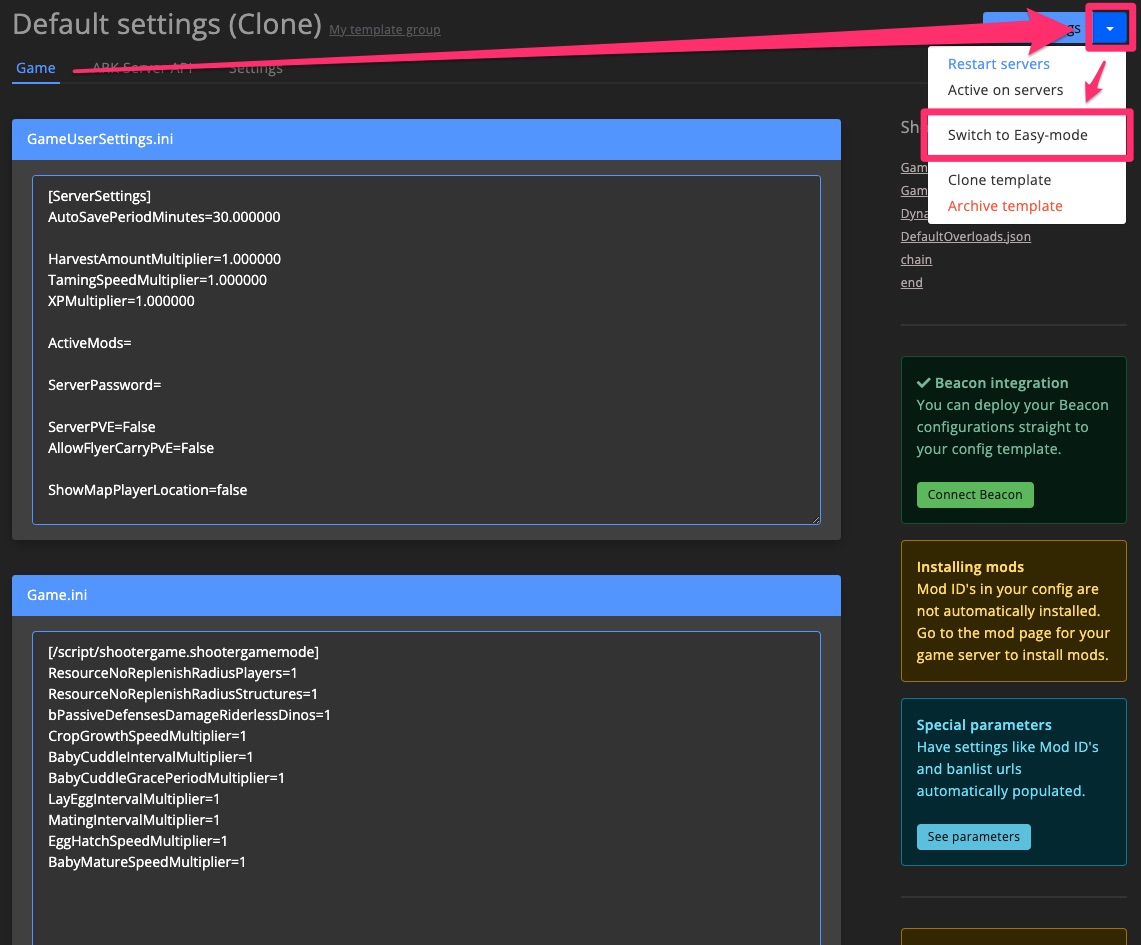 Default settings (Clone) My template group
gs
Game
ARK Server API
Settings
Restart servers
Active on servers
Switch to Easy-mode
Clone template
Archive template
GameUserSettings.ini
[ServerSettings]
AutoSavePeriodMinutes=30.000000
HarvestAmountMultiplier=1.000000
TamingSpeedMultiplier=1.000000
XPMultiplier=1.000000
ActiveMods=
ServerPassword=
ServerPVE=False
AllowFlyerCarryPvE=False
ShowMapPlayerLocation=false
Game.ini
[/script/shootergame.shootergamemode]
ResourceNoReplenishRadiusPlayers=1
ResourceNoReplenishRadiusStructures=1
bPassiveDefensesDamageRiderlessDinos=1
CropGrowthSpeedMultiplier=1
BabyCuddleIntervalMultiplier=1
BabyCuddleGracePeriodMultiplier=1
LayEggIntervalMultiplier=1
MatingIntervalMultiplier=1
EggHatchSpeedMultiplier=1
BabyMatureSpeedMultiplier=1
Sh
Gam
Gam
Dyna
DefaultOverloads.json
chain
end
Beacon integration
You can deploy your Beacon
configurations straight to
your config template.
Connect Beacon
Installing mods
Mod ID's in your config are
not automatically installed.
Go to the mod page for your
game server to install mods.
Special parameters
Have settings like Mod ID's
and banlist urls
automatically populated.
See parameters